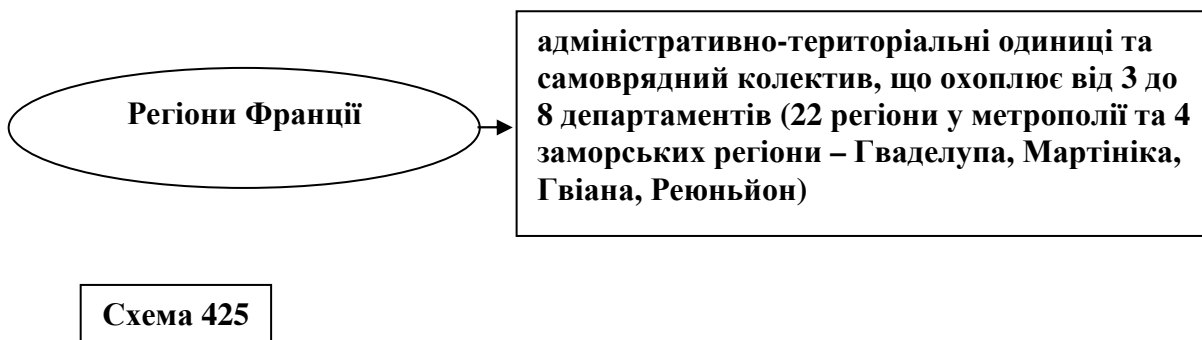 Регіони Франції
адміністративно-територіальні одиниці та
самоврядний колектив, що охоплює від 3 до
8 департаментів (22 регіони у метрополії та 4
заморських регіони – Гваделупа, Мартініка,
Гвіана, Реюньйон)
Схема 425